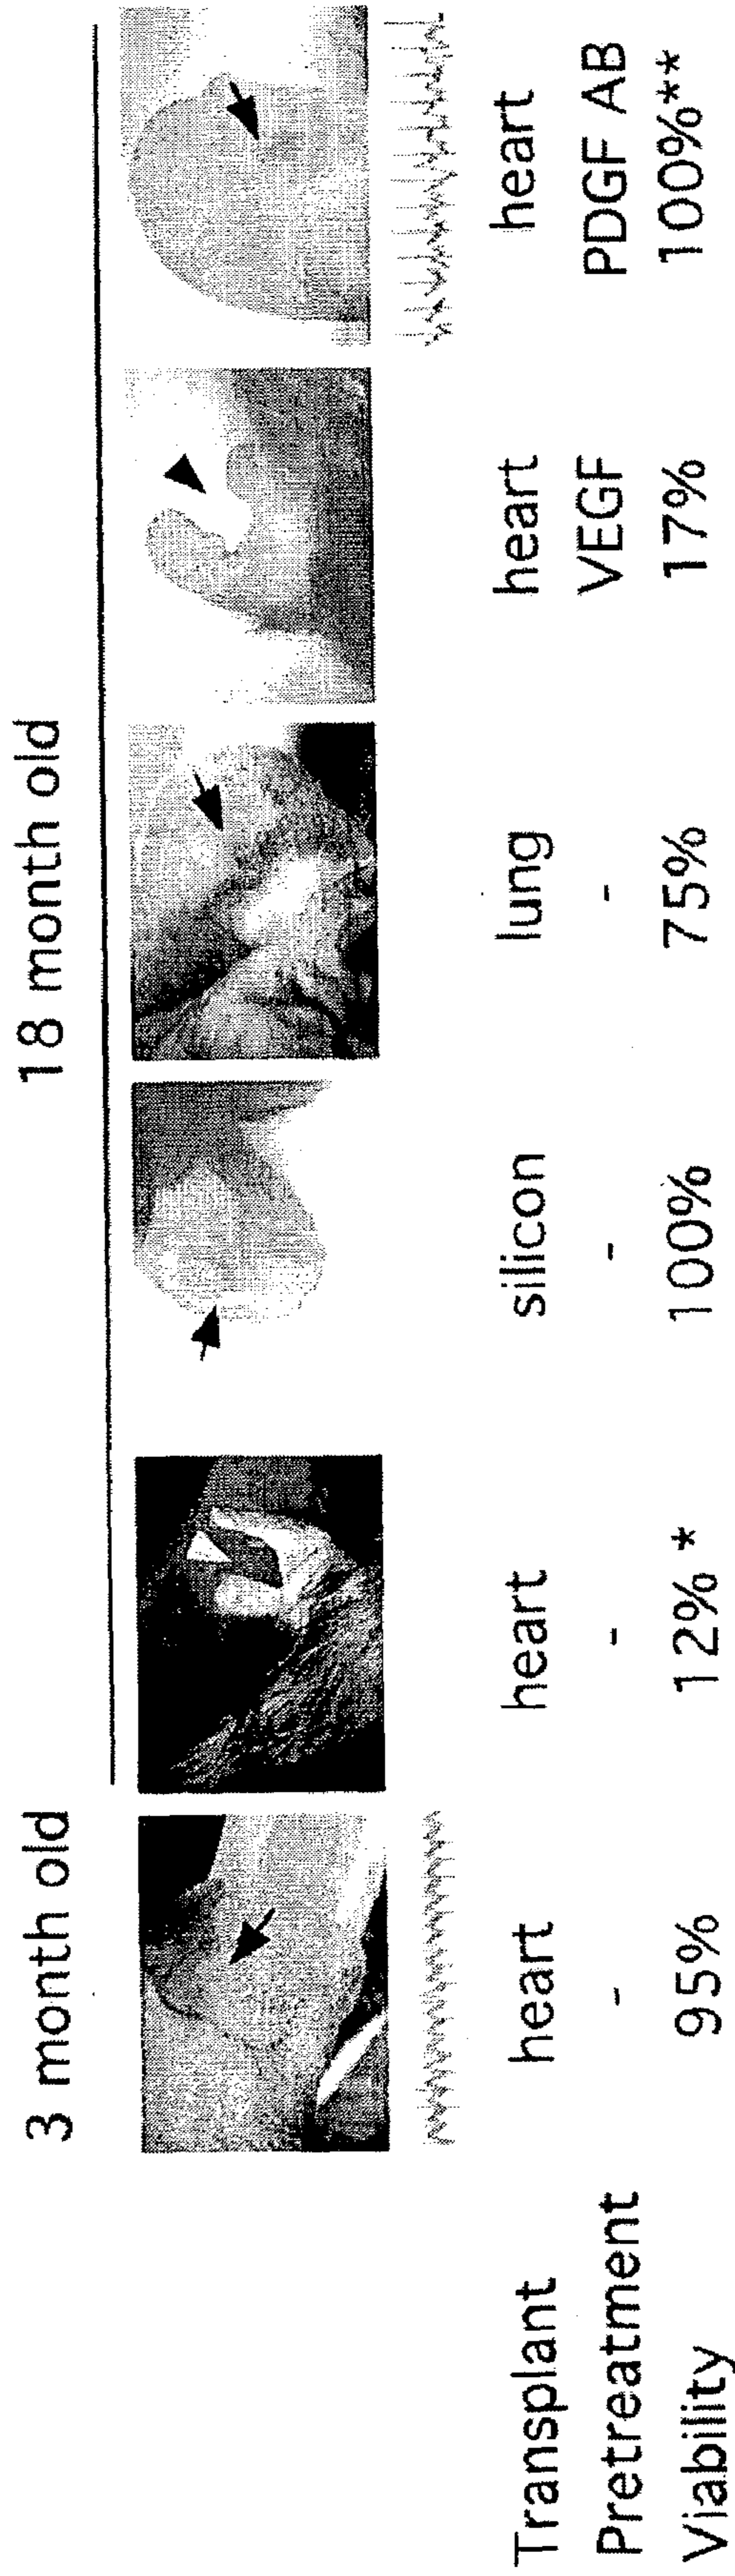 3 month old 18 month old
Transplant heart heart silicon lung heart heart
Pretreatment - - - - VEGF PDGF AB
Viability 95% 12% * 100% 75% 17% 100%**